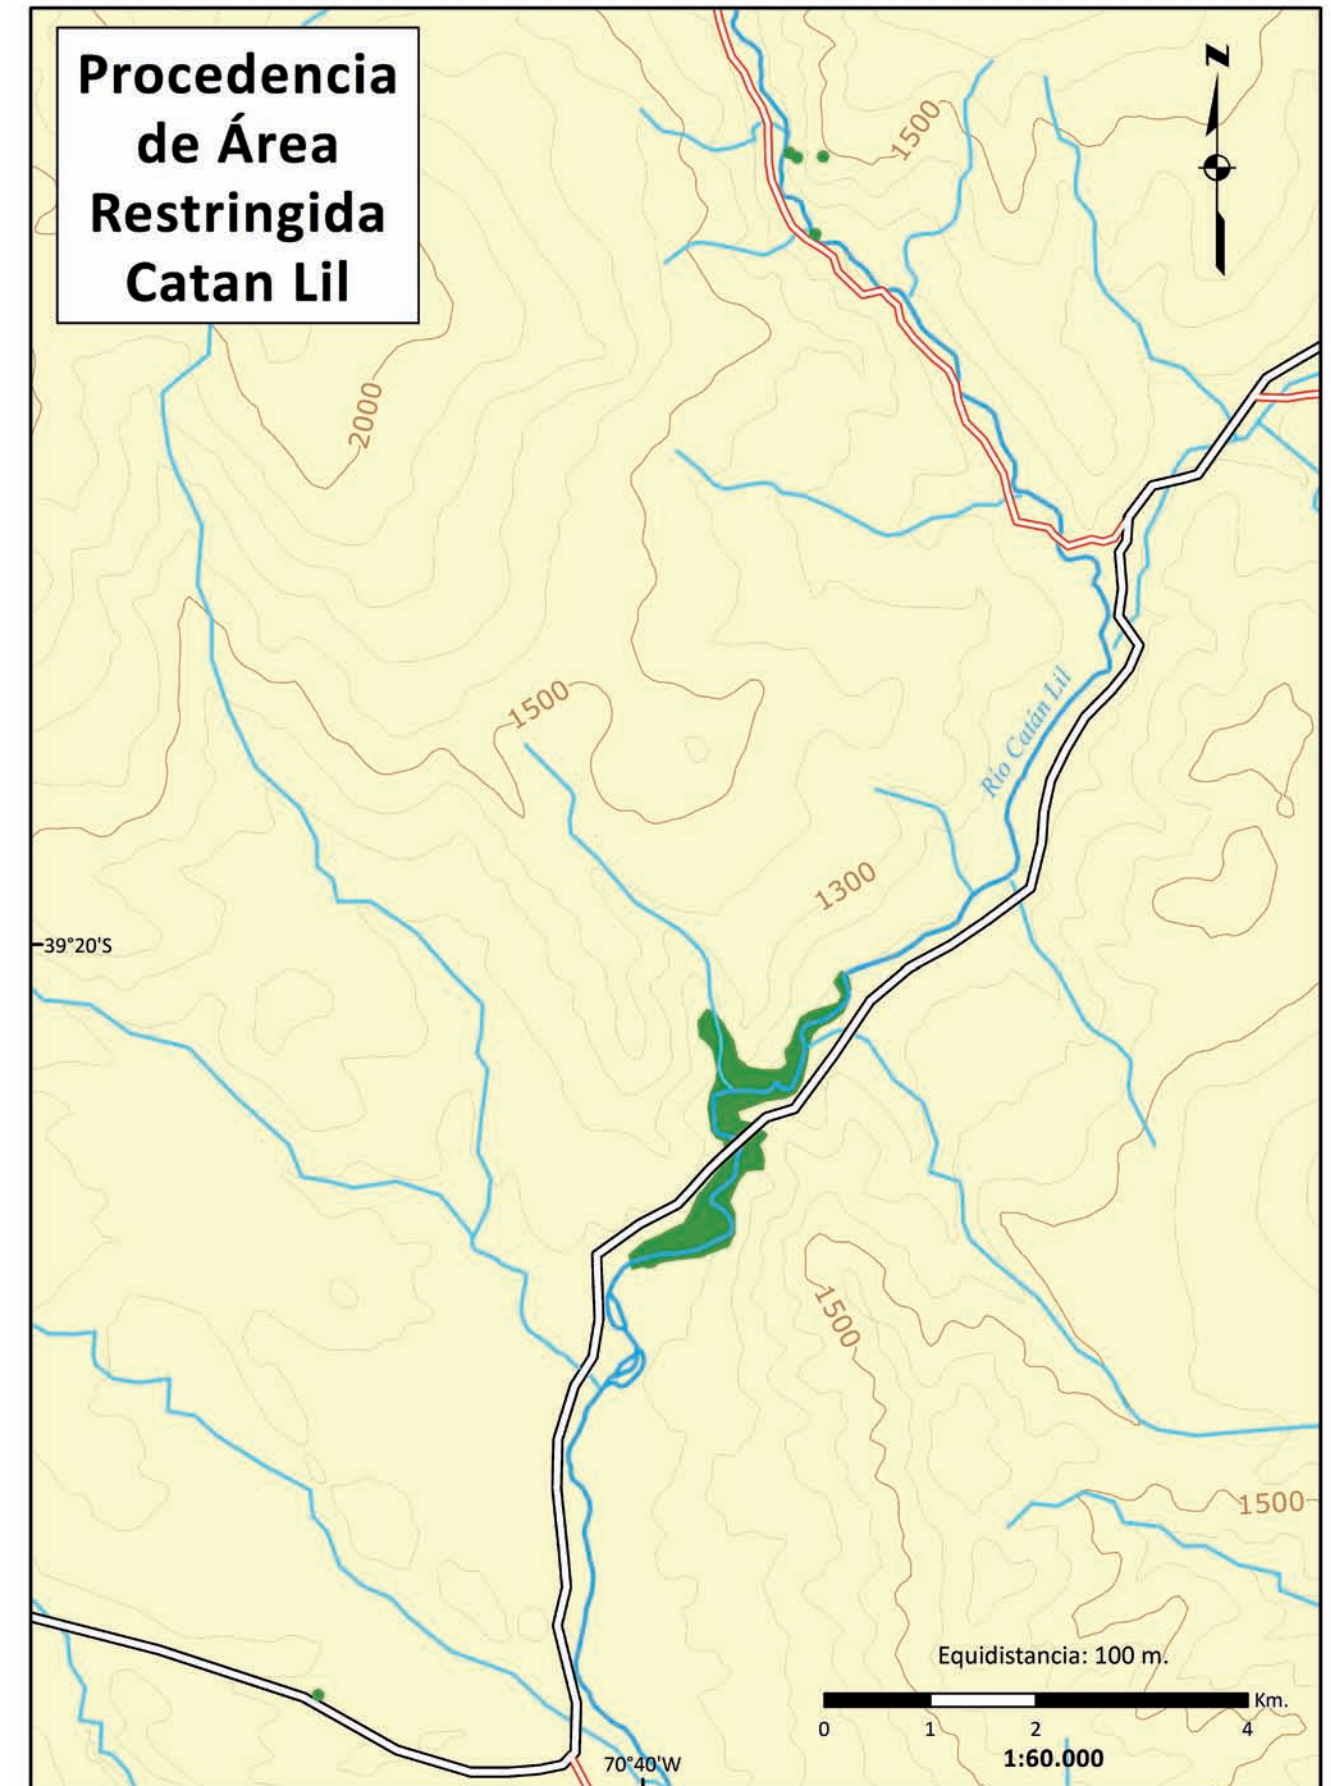 Procedencia
de Área
Restringida
Catan Lil
N
1500
2000
1500
Río Catán Lil
1300
39°20'S
1500
1500
Equidistancia: 100 m.
Km.
0 1 2 4
1:60.000
70°40'W